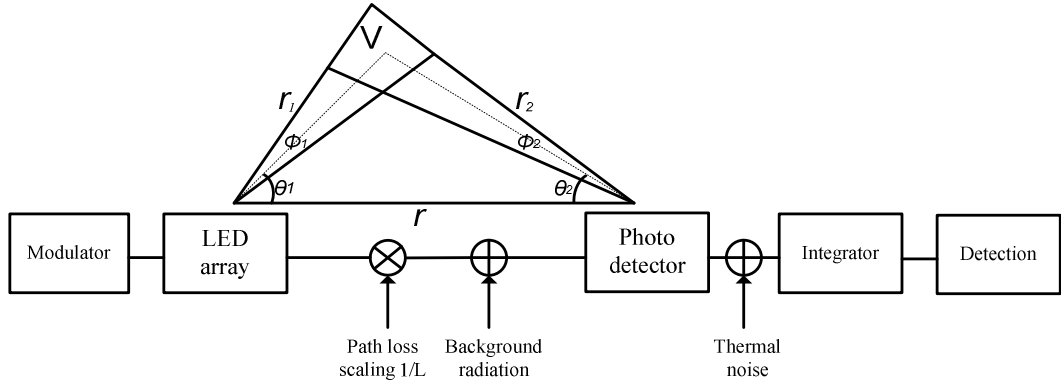 V
r1
r2
ϕ1
ϕ2
θ1
θ2
r
Modulator
LED
array
Photo
detector
Integrator
Detection
Path loss
scaling 1/L
Background
radiation
Thermal
noise